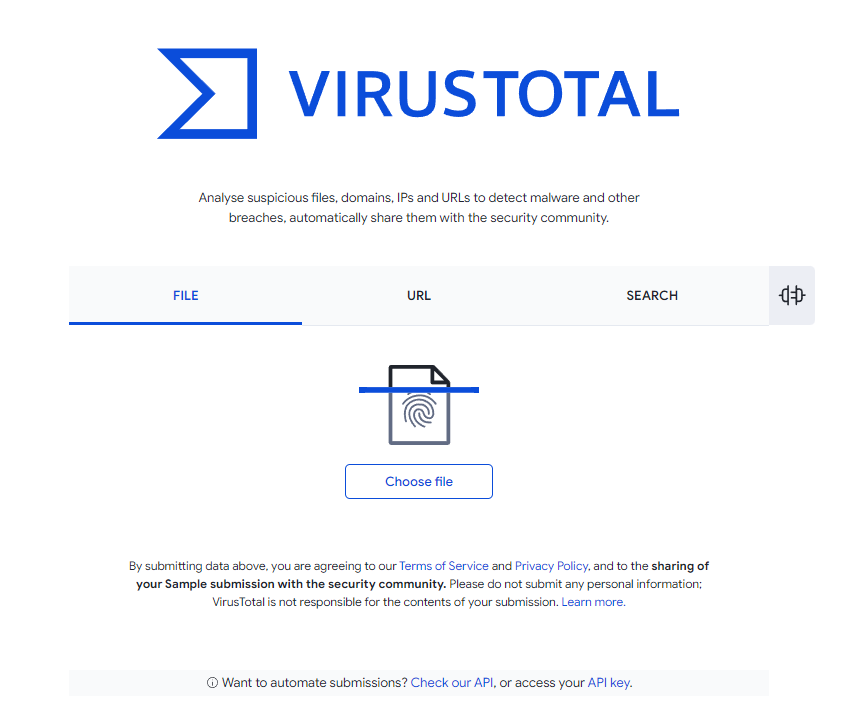 VIRUSTOTAL
Analyse suspicious files, domains, IPs and URLs to detect malware and other
breaches, automatically share them with the security community.
FILE
URL
SEARCH
Choose file
By submitting data above, you are agreeing to our Terms of Service and Privacy Policy, and to the sharing of
your Sample submission with the security community. Please do not submit any personal information;
VirusTotal is not responsible for the contents of your submission. Learn more.
Want to automate submissions? Check our API, or access your API key.